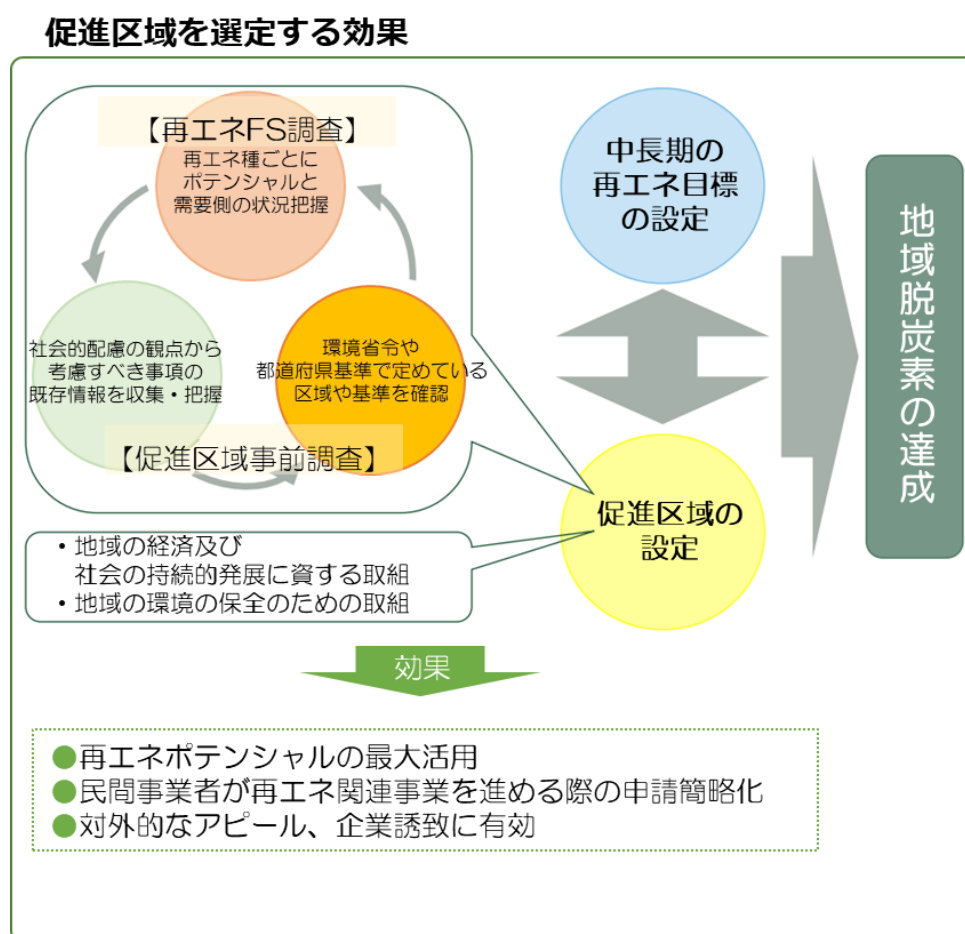 促進区域を選定する効果
【再エネFS調査】
再エネ種ごとに
ポテンシャルと
需要側の状況把握
社会的配慮の観点から
考慮すべき事項の
既存情報を収集・把握
環境省令や
都道府県基準で定めている
区域や基準を確認
【促進区域事前調査】
中長期の
再エネ目標
の設定
促進区域の
設定
地域脱炭素の達成
・地域の経済及び
社会の持続的発展に資する取組
・地域の環境の保全のための取組
効果
●再エネポテンシャルの最大活用
●民間事業者が再エネ関連事業を進める際の申請簡略化
●対外的なアピール、企業誘致に有効